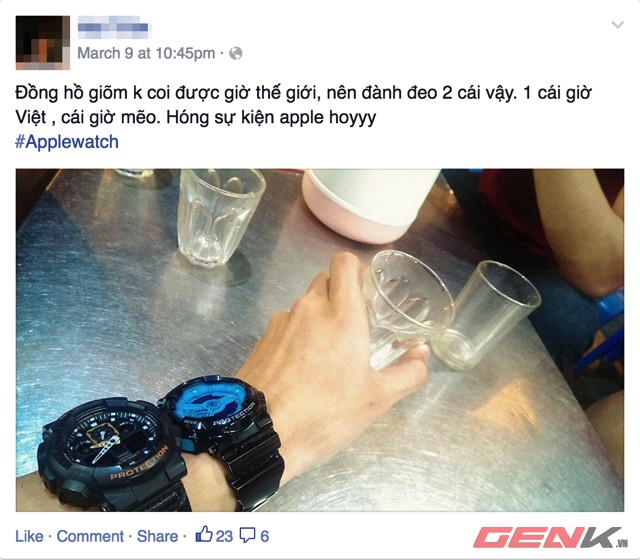 March 9 at 10:45pm ·
Đồng hồ giỏm k coi được giờ thế giới, nên đành đeo 2 cái vậy. 1 cái giờ
Việt , cái giờ mẽo. Hóng sự kiện apple hoyyy
#Applewatch
PROTECTION
PROTECTION
Like · Comment · Share · 23 6
GENK.VN